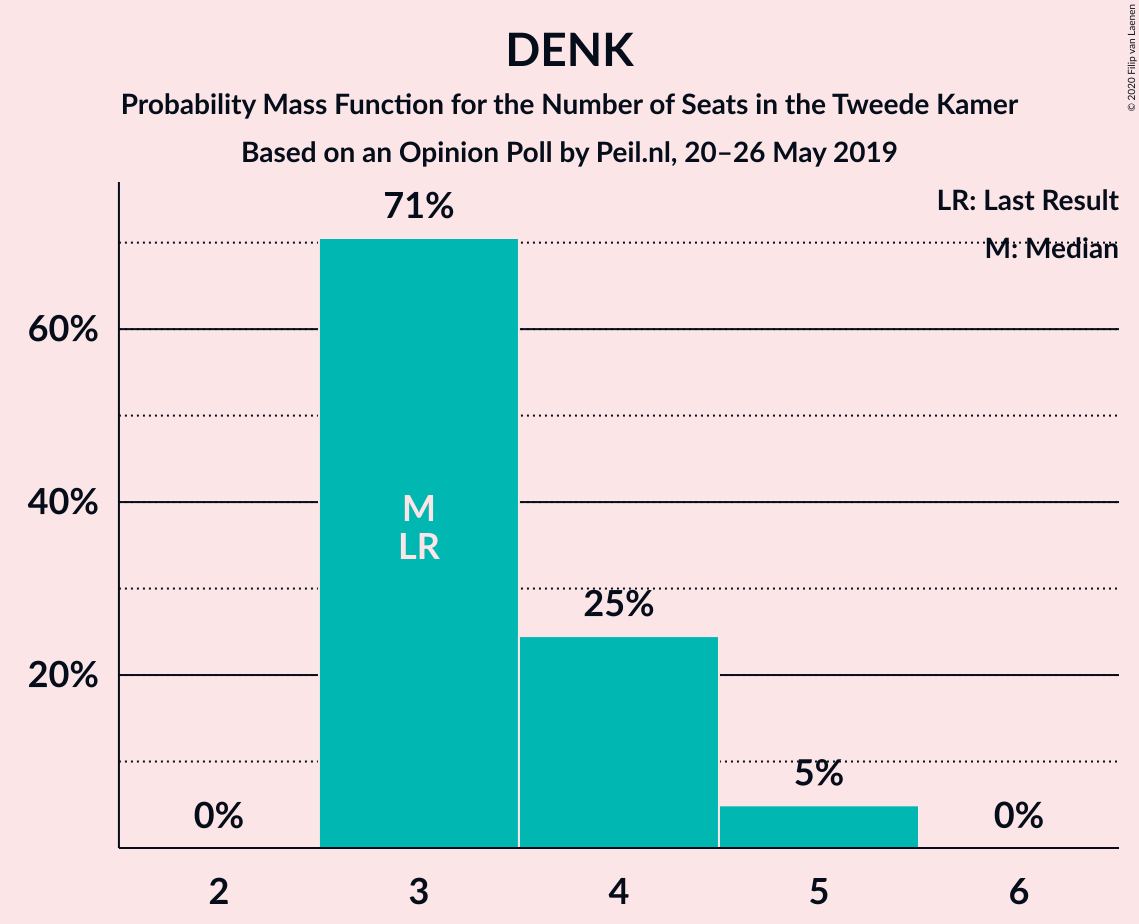 DENK
Probability Mass Function for the Number of Seats in the Tweede Kamer
Based on an Opinion Poll by Peil.nl, 20–26 May 2019
© 2020 Filip van Laenen
LR: Last Result
M: Median
71%
60%
40%
20%
M
LR
25%
5%
0%
0%
2 3 4 5 6